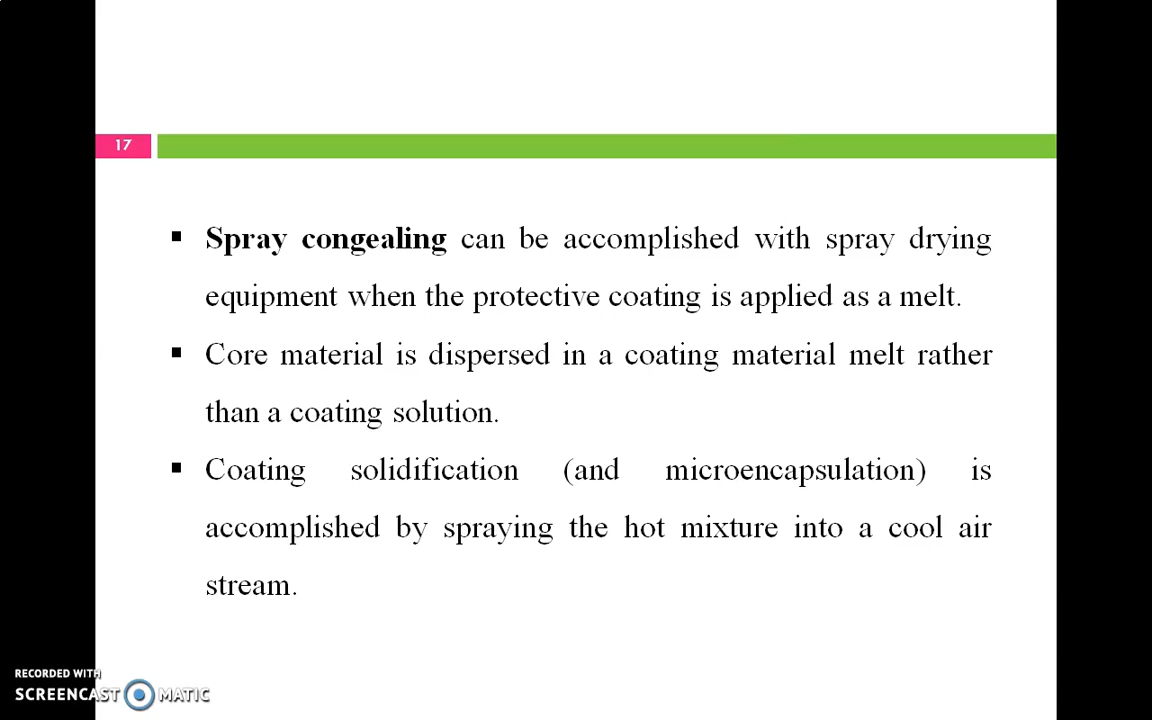 17
▪ Spray congealing can be accomplished with spray drying
equipment when the protective coating is applied as a melt.
▪ Core material is dispersed in a coating material melt rather
than a coating solution.
▪ Coating solidification (and microencapsulation) is
accomplished by spraying the hot mixture into a cool air
stream.
RECORDED WITH
SCREENCAST MATIC